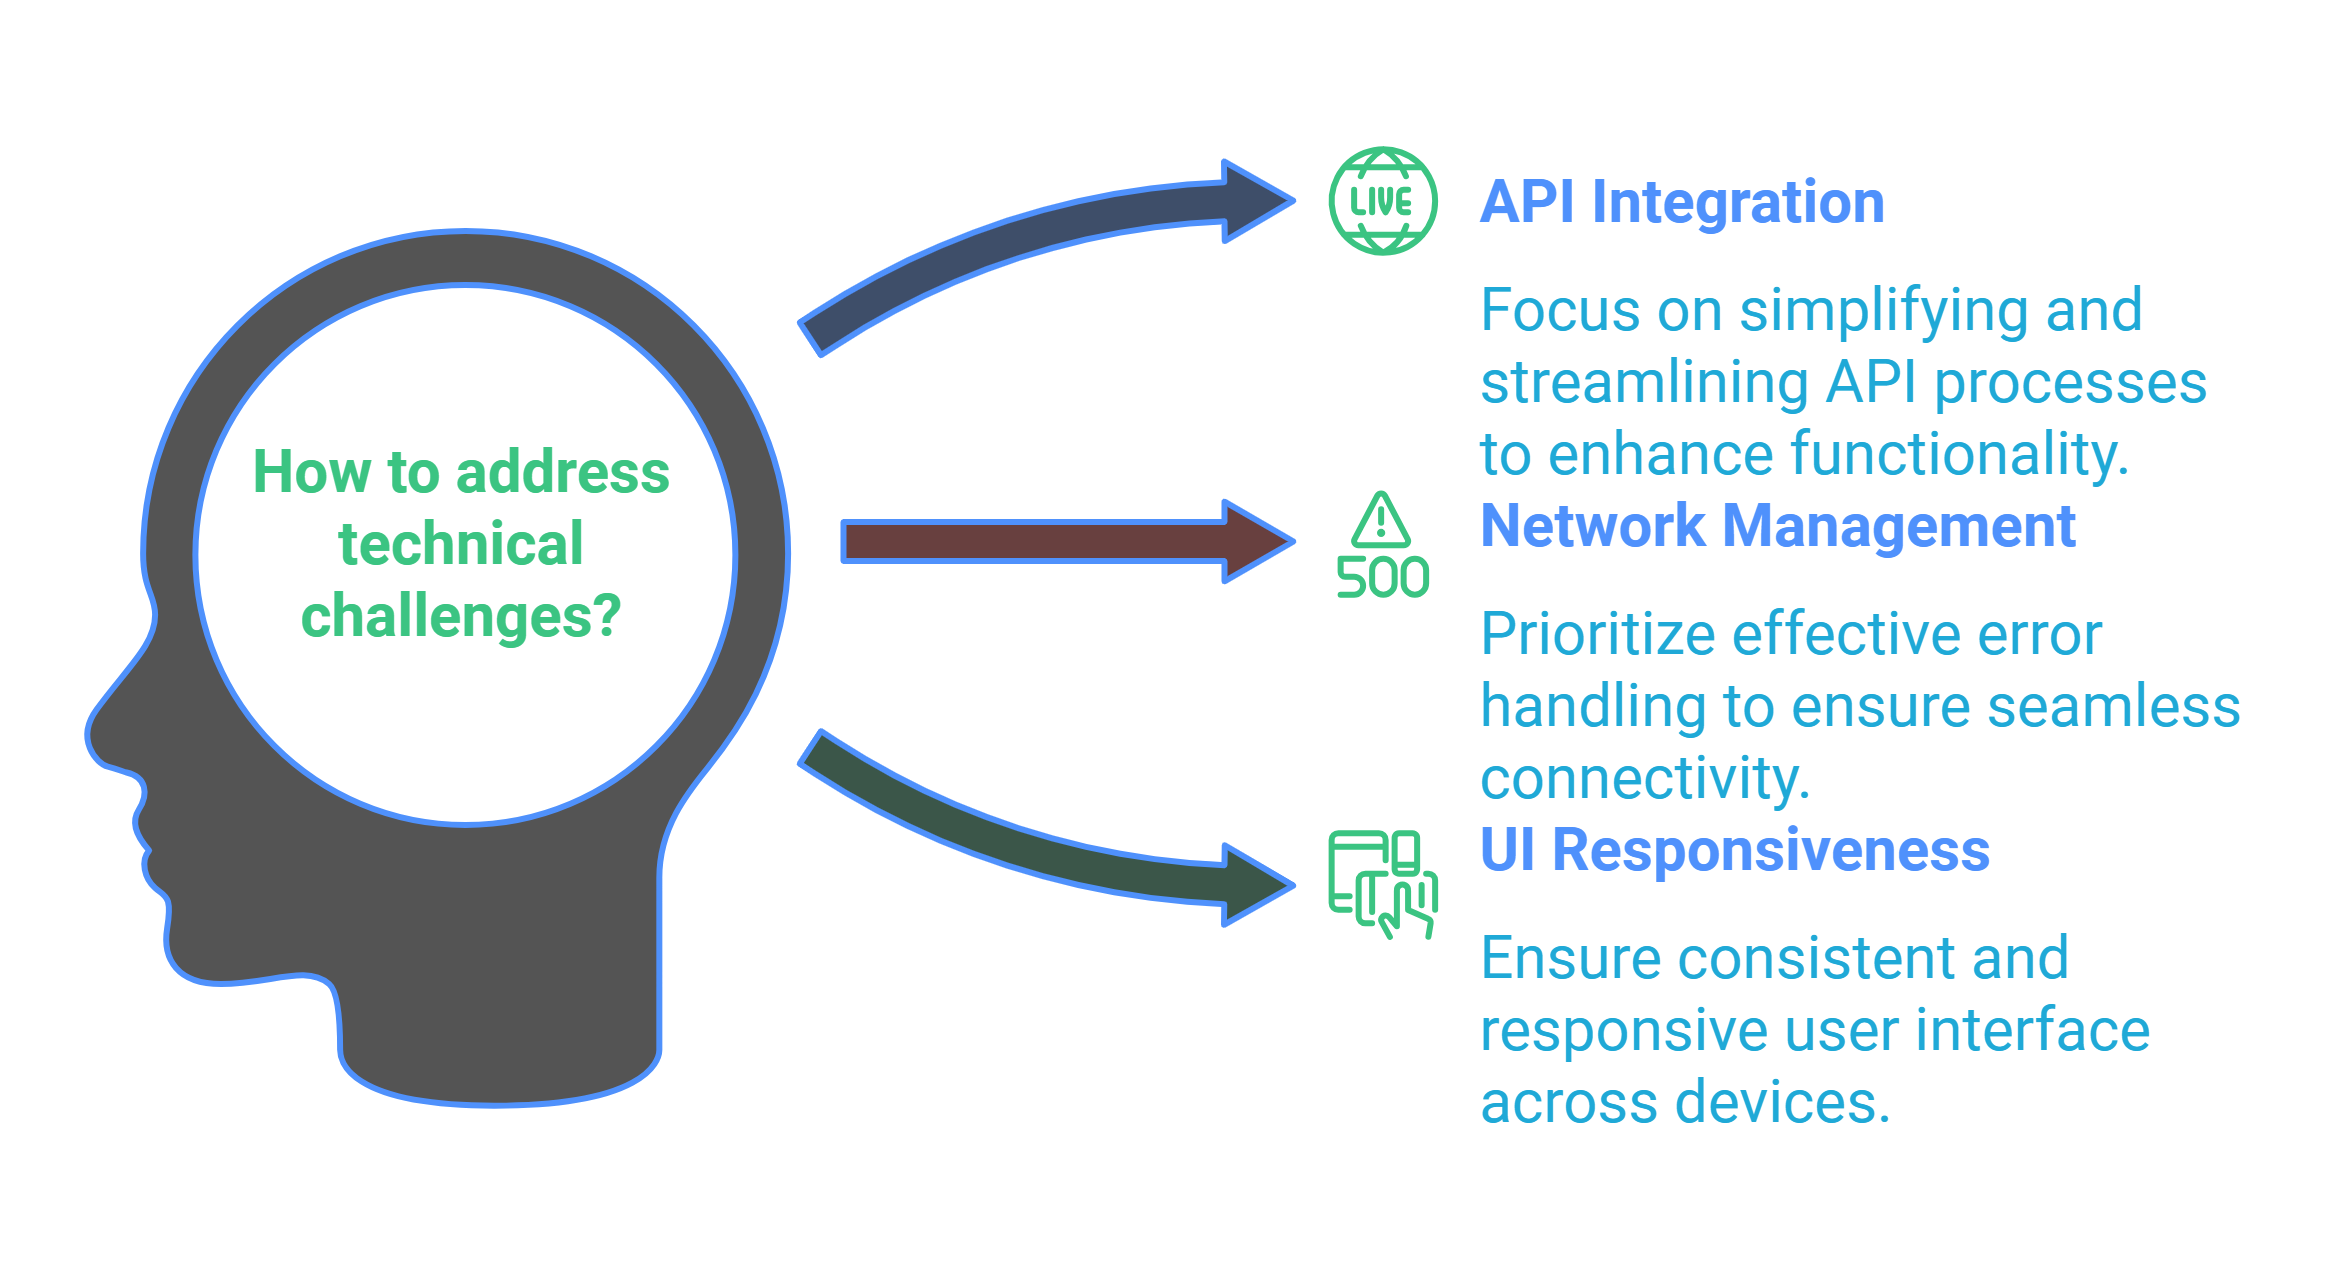 How to address
technical
challenges?
LIVE
API Integration
Focus on simplifying and
streamlining API processes
to enhance functionality.
500
Network Management
Prioritize effective error
handling to ensure seamless
connectivity.
UI Responsiveness
Ensure consistent and
responsive user interface
across devices.